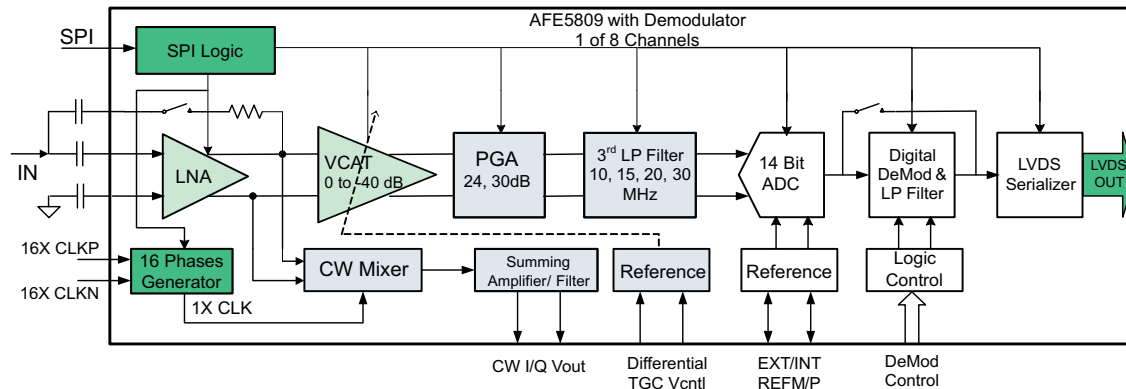 AFE5809 with Demodulator
1 of 8 Channels
SPI
SPI Logic
IN
LNA
VCAT
0 to -40 dB
PGA
24, 30dB
3rd LP Filter
10, 15, 20, 30
MHz
14 Bit
ADC
Digital
DeMod &
LP Filter
LVDS
Serializer
LVDS
OUT
16X CLKP
16X CLKN
16 Phases
Generator
1X CLK
CW Mixer
Summing
Amplifier/ Filter
Reference
Reference
Logic
Control
CW I/Q Vout
Differential
TGC Vcntl
EXT/INT
REFM/P
DeMod
Control